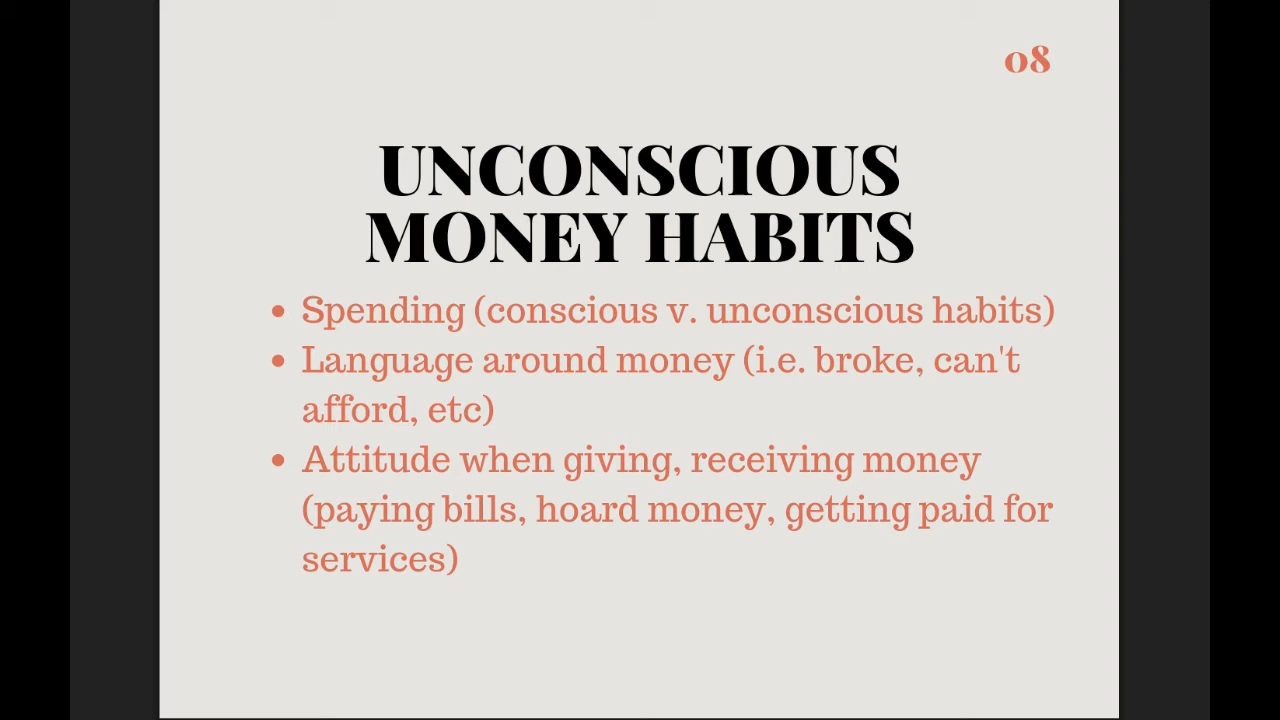 08
UNCONSCIOUS
MONEY HABITS
• Spending (conscious v. unconscious habits)
• Language around money (i.e. broke, can't
afford, etc)
• Attitude when giving, receiving money
(paying bills, hoard money, getting paid for
services)